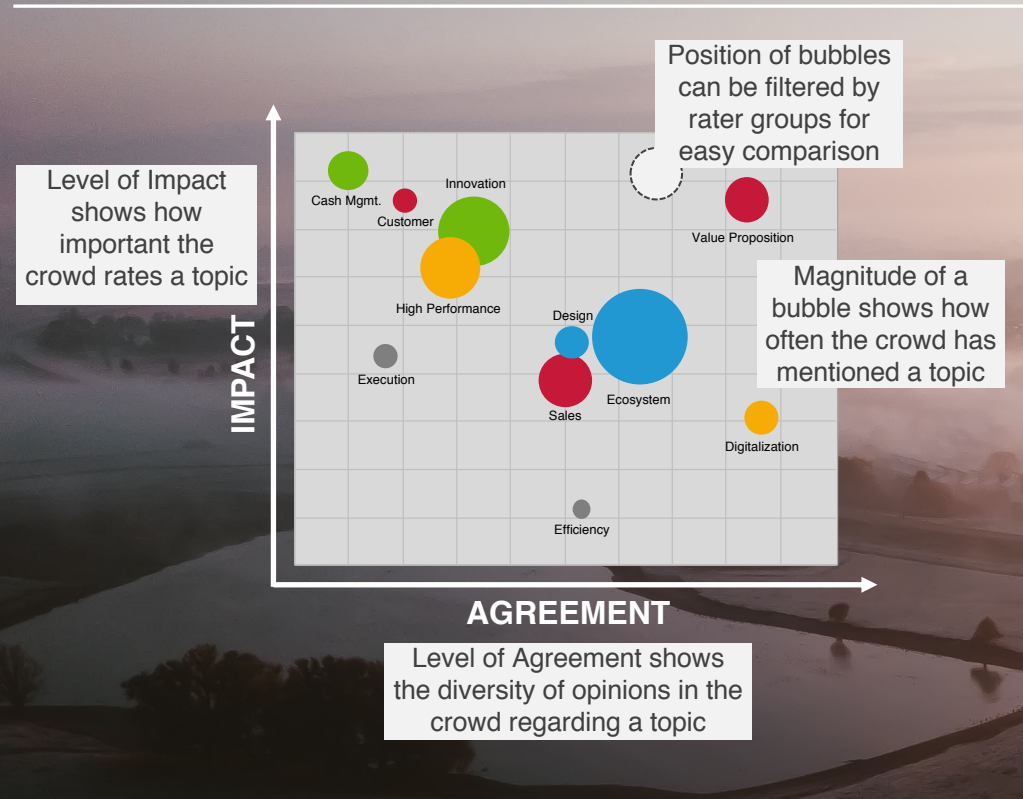 Position of bubbles
can be filtered by
rater groups for
easy comparison
Level of Impact
shows how
important the
crowd rates a topic
Innovation
Cash Mgmt.
Customer
Value Proposition
High Performance
Magnitude of a
bubble shows how
often the crowd has
mentioned a topic
Design
Execution
Ecosystem
Sales
Digitalization
Efficiency
IMPACT
AGREEMENT
Level of Agreement shows
the diversity of opinions in the
crowd regarding a topic